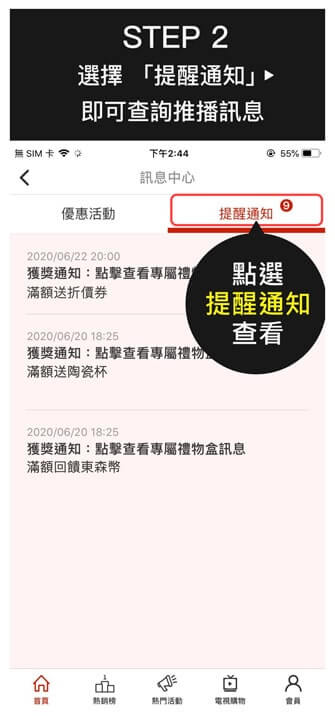 STEP 2
選擇 「提醒通知」▸
即可查詢推播訊息
無 SIM 卡
下午2:44
55%
訊息中心
優惠活動
提醒通知
9
點選
提醒通知
查看
2020/06/22 20:00
獲獎通知：點擊查看專屬禮
滿額送折價券
2020/06/20 18:25
獲獎通知：點擊查看專屬禮物
滿額送陶瓷杯
2020/06/20 18:25
獲獎通知：點擊查看專屬禮物盒訊息
滿額回饋東森幣
首頁
熱銷榜
熱門活動
電視購物
會員